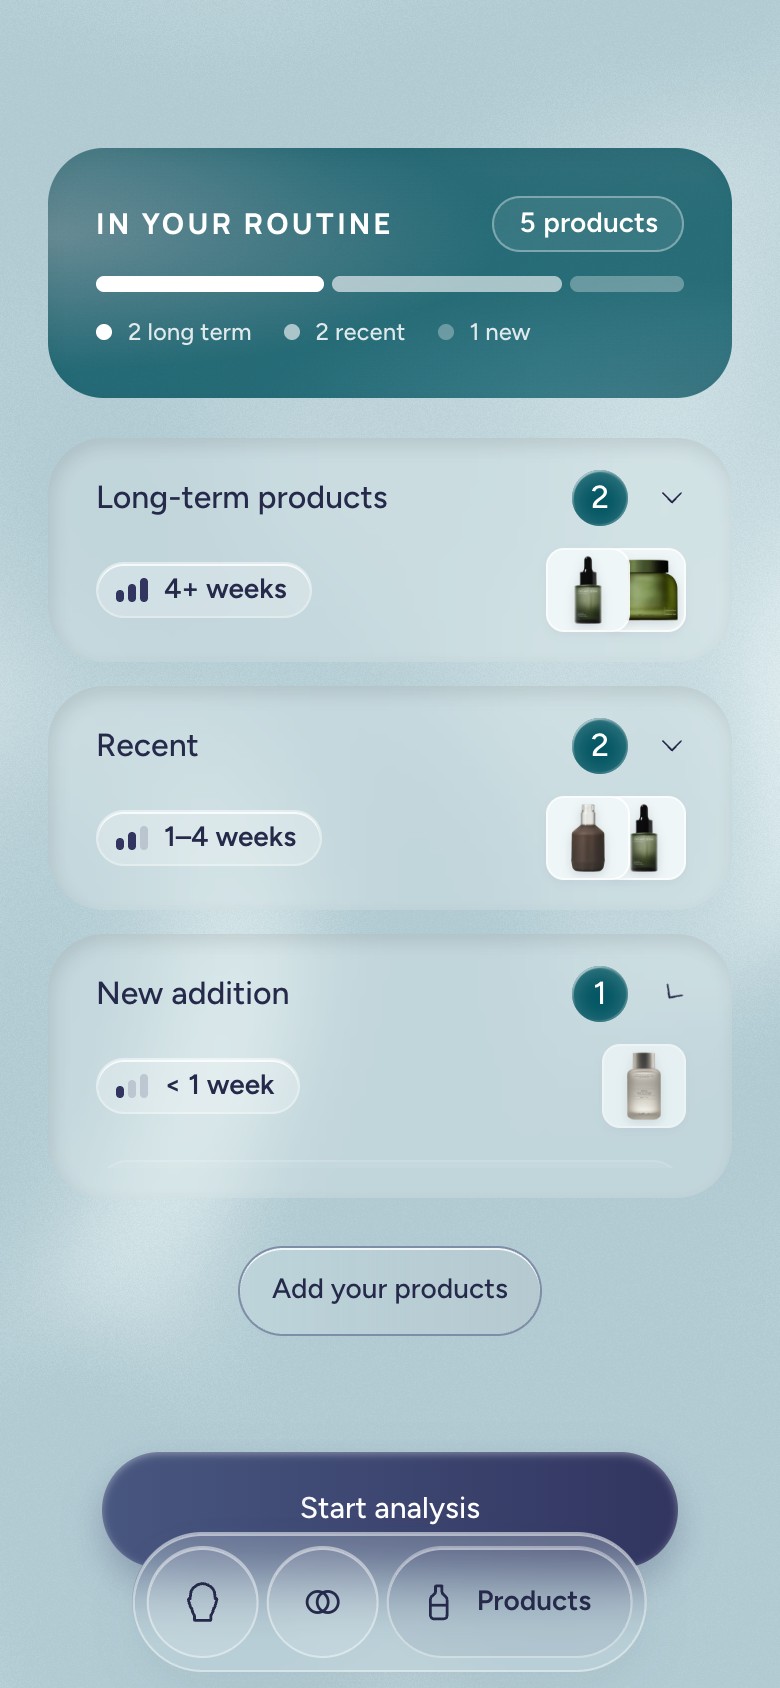 IN YOUR ROUTINE
5 products
2 long term
2 recent
1 new
Long-term products
2
4+ weeks
Recent
2
1–4 weeks
New addition
1
< 1 week
Add your products
Start analysis
Products